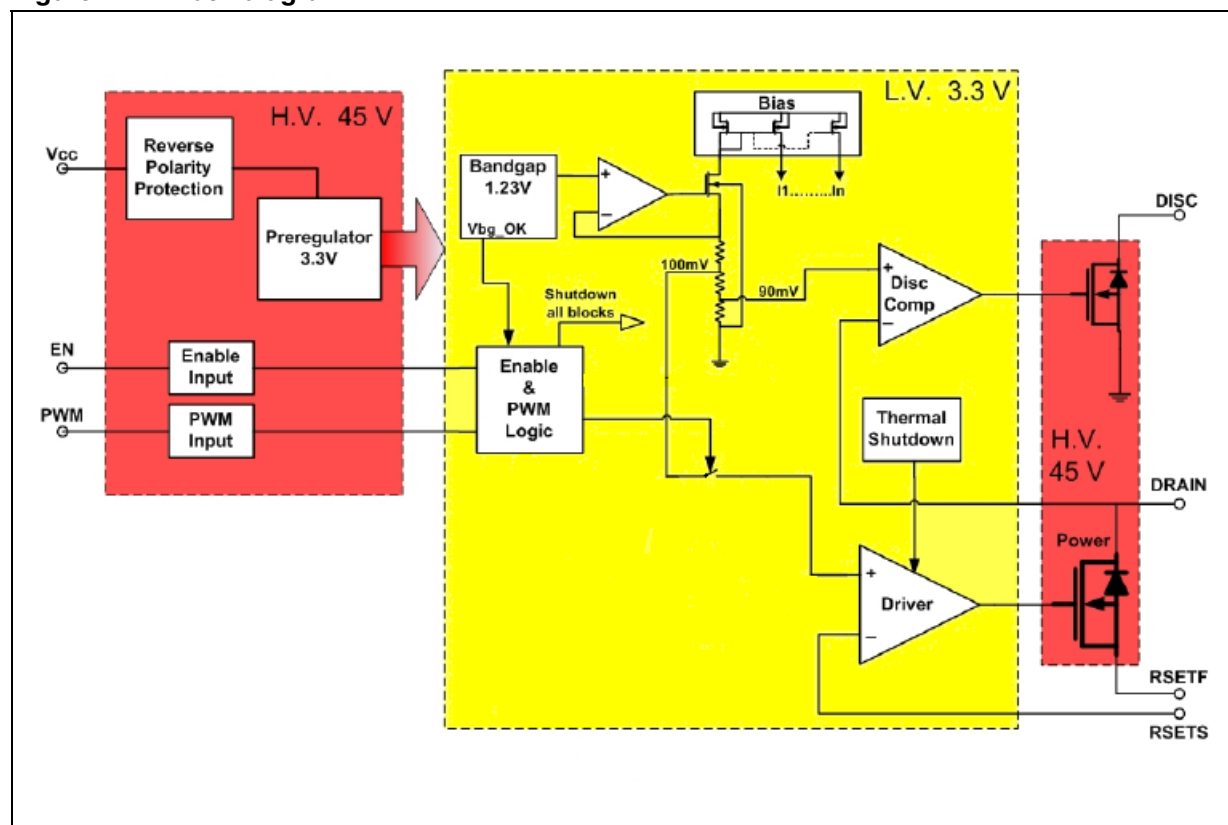 H.V. 45 V
L.V. 3.3 V
Bias
Vcc
Reverse
Polarity
Protection
Bandgap
1.23V
Vbg_OK
+
−
I1..........In
DISC
Preregulator
3.3V
100mV
90mV
+
−
Disc
Comp
Shutdown
all blocks
EN
Enable
Input
Enable
&
PWM
Logic
PWM
PWM
Input
Thermal
Shutdown
H.V.
45 V
DRAIN
Power
+
−
Driver
RSETF
RSETS